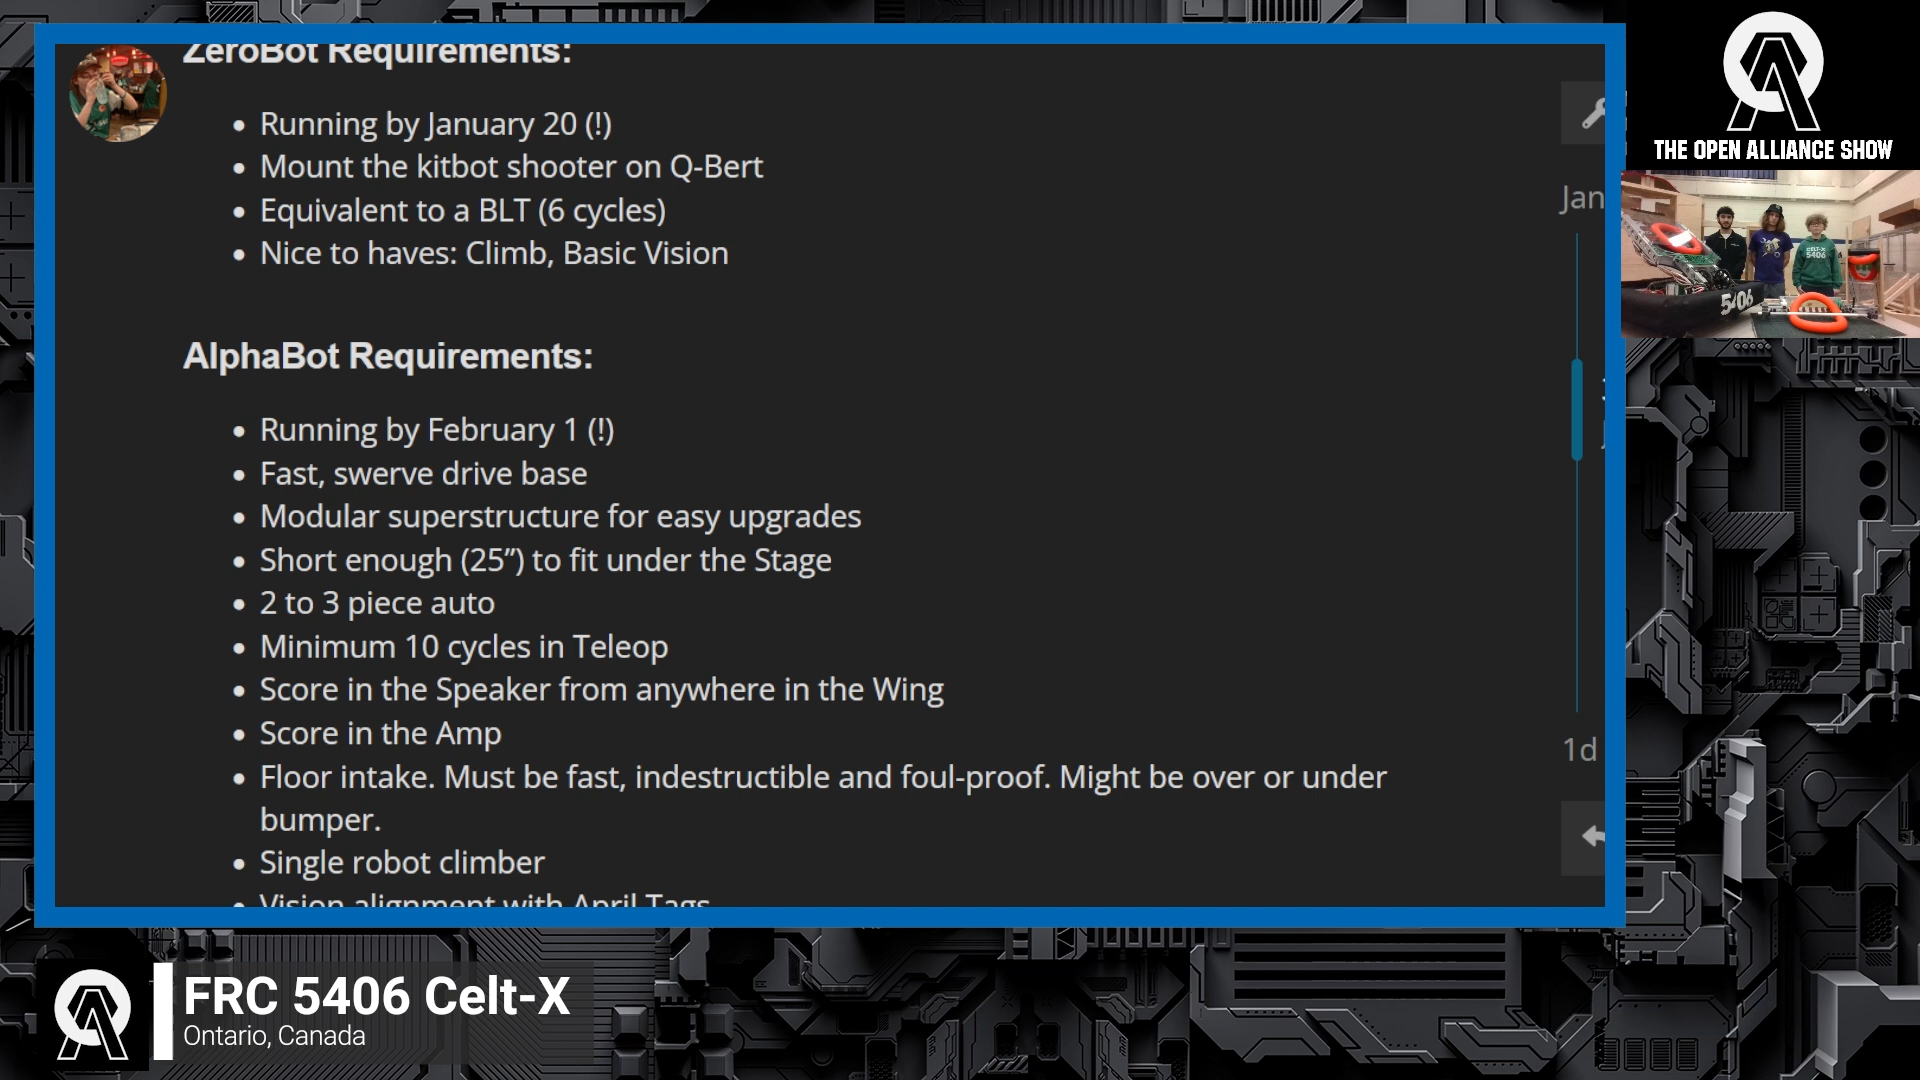 ZeroBot Requirements:
Running by January 20 (!)
Mount the kitbot shooter on Q-Bert
Equivalent to a BLT (6 cycles)
Nice to haves: Climb, Basic Vision
AlphaBot Requirements:
Running by February 1 (!)
Fast, swerve drive base
Modular superstructure for easy upgrades
Short enough (25”) to fit under the Stage
2 to 3 piece auto
Minimum 10 cycles in Teleop
Score in the Speaker from anywhere in the Wing
Score in the Amp
Floor intake. Must be fast, indestructible and foul-proof. Might be over or under
bumper.
Single robot climber
Vision alignment with April Tags
Jan
1d
THE OPEN ALLIANCE SHOW
CELT-X
5406
5406
FRC 5406 Celt-X
Ontario, Canada